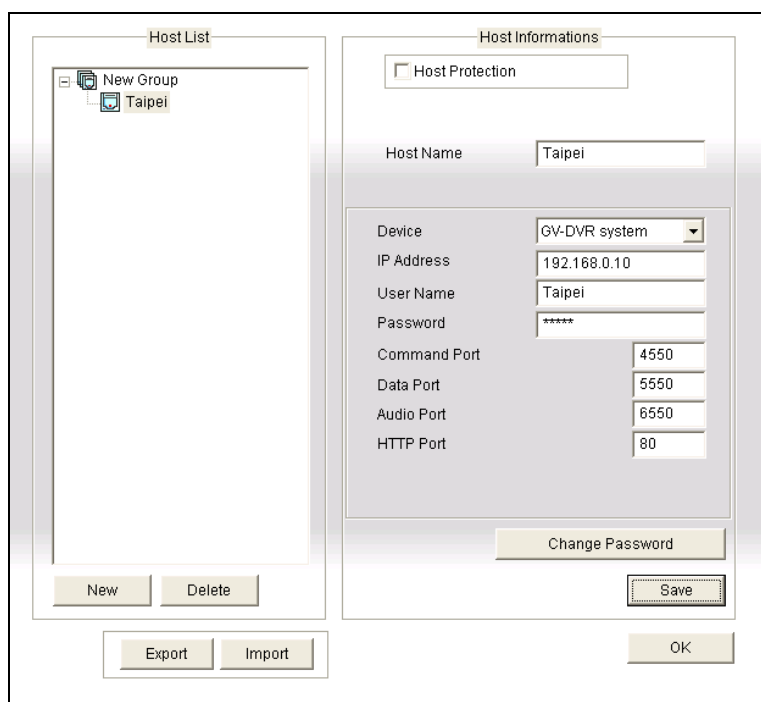 Host List
New Group
Taipei
New
Delete
Export
Import
Host Informations
Host Protection
Host Name Taipei
Device GV-DVR system
IP Address 192.168.0.10
User Name Taipei
Password *****
Command Port 4550
Data Port 5550
Audio Port 6550
HTTP Port 80
Change Password
Save
OK